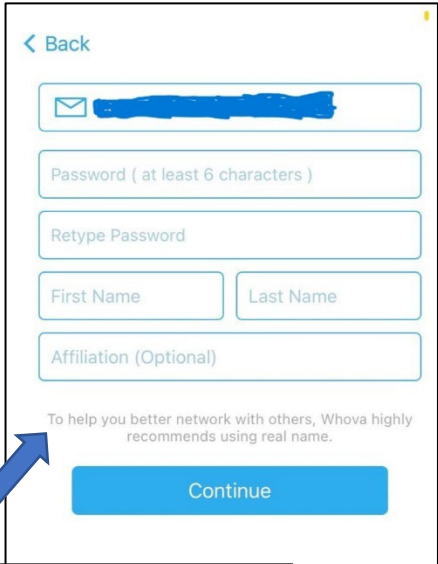 Back
Password ( at least 6 characters )
Retype Password
First Name
Last Name
Affiliation (Optional)
To help you better network with others, Whova highly
recommends using real name.
Continue